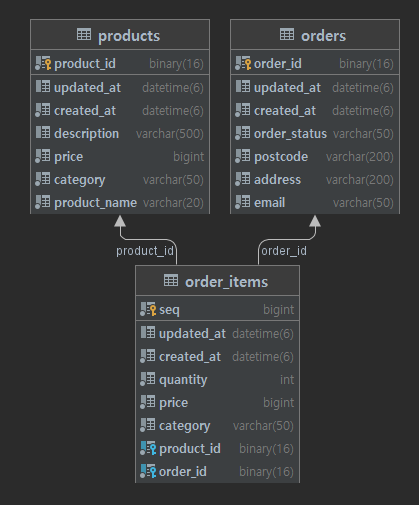 products
product_id binary(16)
updated_at datetime(6)
created_at datetime(6)
description varchar(500)
price bigint
category varchar(50)
product_name varchar(20)
orders
order_id binary(16)
updated_at datetime(6)
created_at datetime(6)
order_status varchar(50)
postcode varchar(200)
address varchar(200)
email varchar(50)
product_id
order_id
order_items
seq bigint
updated_at datetime(6)
created_at datetime(6)
quantity int
price bigint
category varchar(50)
product_id binary(16)
order_id binary(16)